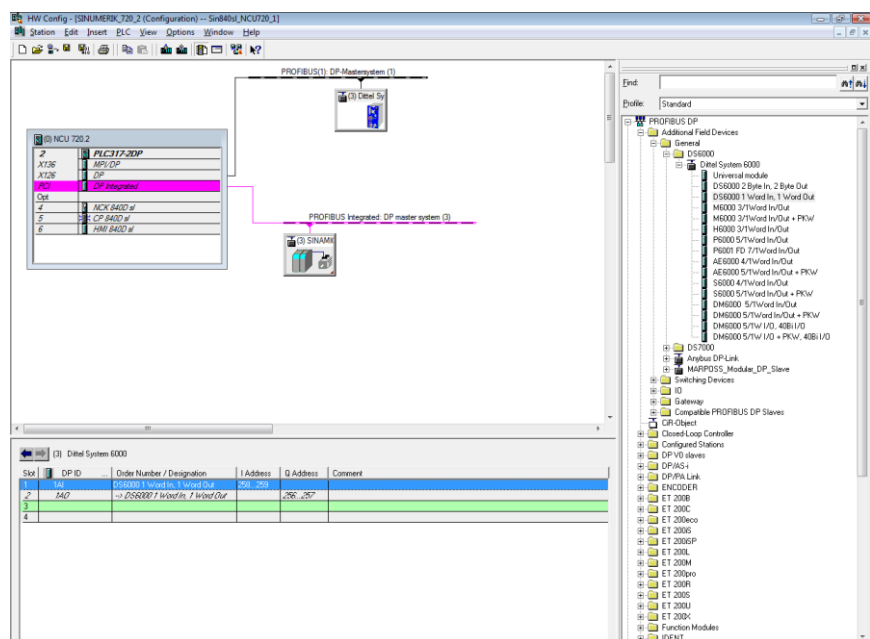 HW Config - [SINUMERIK_720_2 (Configuration) -- Sin840sl_NCU720_1]
Station Edit Insert PLC View Options Window Help
PROFIBUS(1): DP-Mastersystem (1)
(3) Dittel Sy
(0) NCU 720.2
2 PLC317-2DP
X136 MPI/DP
X126 DP
PCI DP Integrated
Opt
4 NCK 840D sl
5 CP 840D sl
6 HMI 840D sl
PROFIBUS Integrated: DP master system (3)
(3) SINAMI
(3) Dittel System 6000
Slot DP ID ... Order Number / Designation I Address Q Address Comment
1 1AI DS6000 1 Word In, 1 Word Out 258...259
2 1AO --> DS6000 1 Word In, 1 Word Out 256...257
3
4
Find:
Profile: Standard
PROFIBUS DP
Additional Field Devices
General
DS6000
Dittel System 6000
Universal module
DS6000 2 Byte In, 2 Byte Out
DS6000 1 Word In, 1 Word Out
M6000 3/1Word In/Out
M6000 3/1Word In/Out + PKW
H6000 3/1Word In/Out
P6000 5/1Word In/Out
P6001 FD 7/1Word In/Out
AE6000 4/1Word In/Out
AE6000 5/1Word In/Out + PKW
S6000 4/1Word In/Out
S6000 5/1Word In/Out + PKW
DM6000 5/1Word In/Out
DM6000 5/1Word In/Out + PKW
DM6000 5/1W I/O, 40Bi I/O
DM6000 5/1W I/O + PKW, 40Bi I/O
DS7000
Anybus DP-Link
MARPOSS_Modular_DP_Slave
Switching Devices
IO
Gateway
Compatible PROFIBUS DP Slaves
CiR-Object
Closed-Loop Controller
Configured Stations
DP V0 slaves
DP/AS-i
DP/PA Link
ENCODER
ET 200B
ET 200C
ET 200eco
ET 200iS
ET 200iSP
ET 200L
ET 200M
ET 200pro
ET 200R
ET 200S
ET 200U
ET 200X
Function Modules
IDENT